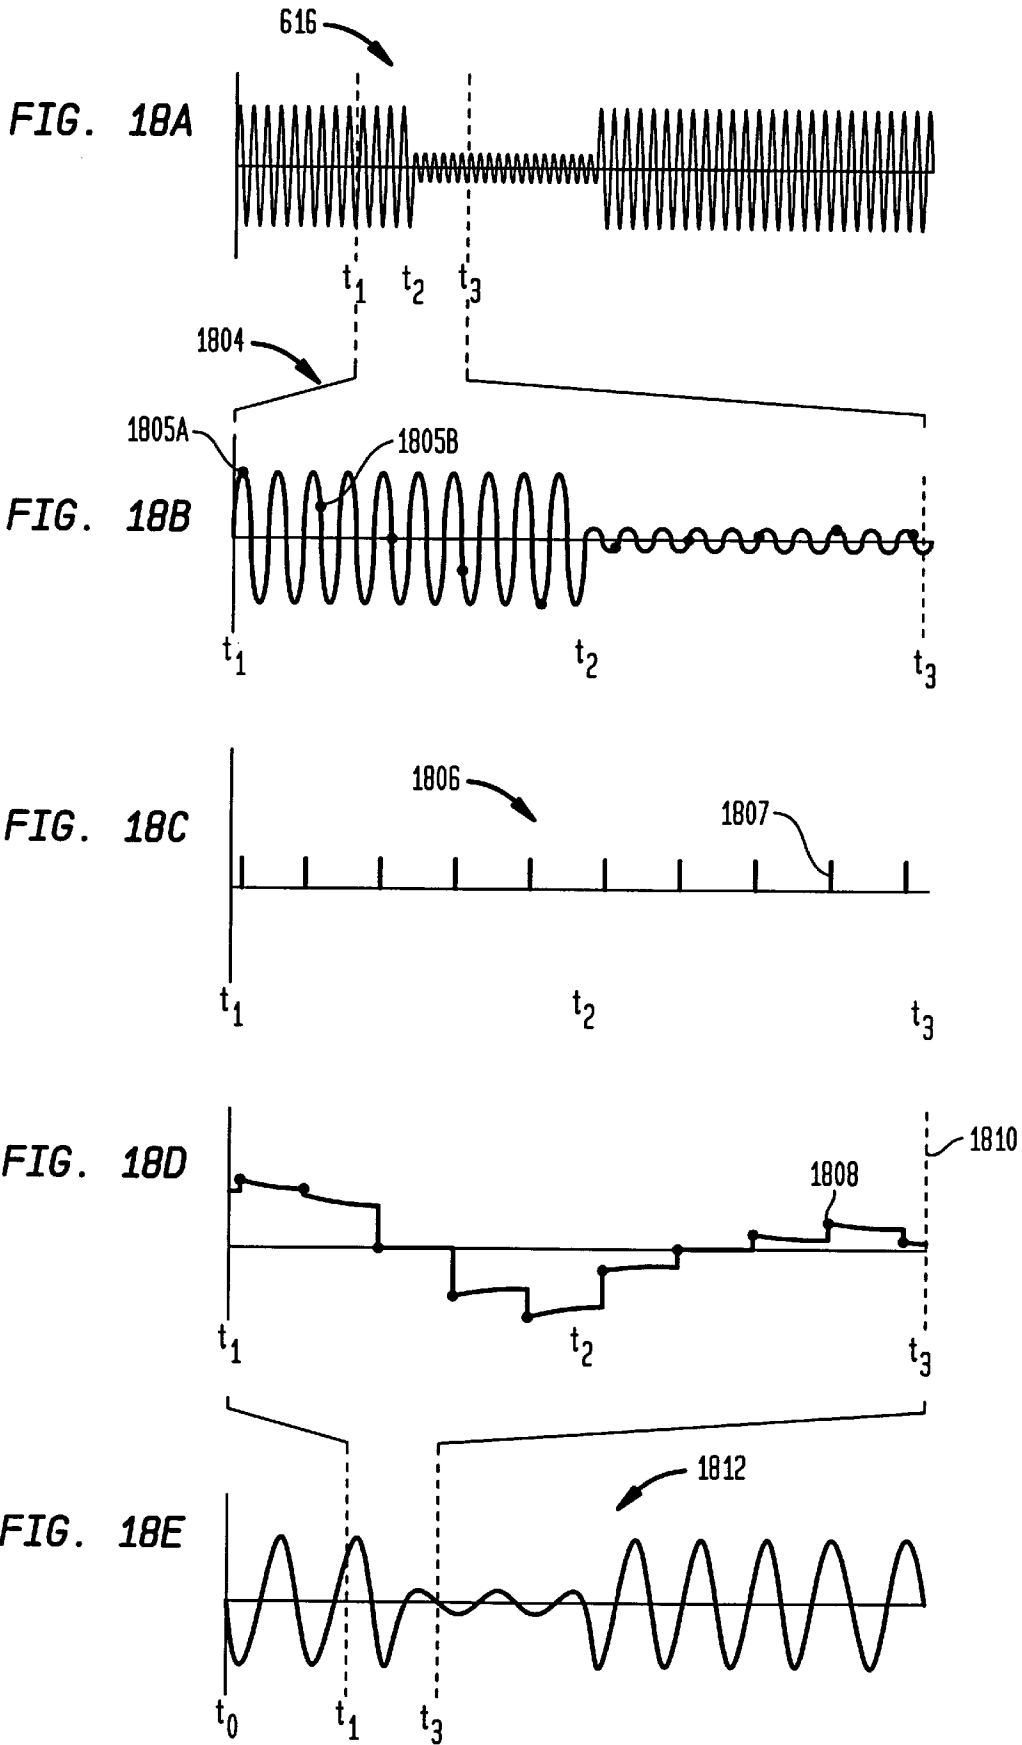 616
FIG. 18A
t1 t2 t3
1804
1805A 1805B
FIG. 18B
t1 t2 t3
1806
1807
FIG. 18C
t1 t2 t3
1810
FIG. 18D
1808
t1 t2 t3
1812
FIG. 18E
t0 t1 t3